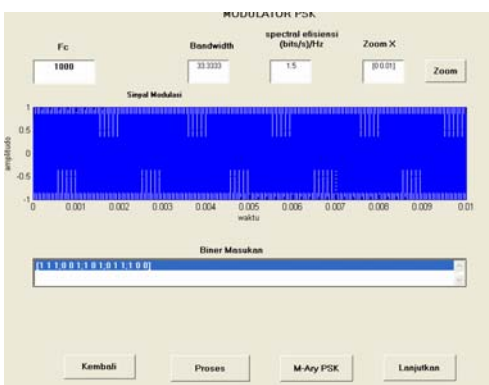 MODULATOR PSK
Fc
Bandwidth
spectral efisiensi
(bits/s)/Hz
Zoom X
1000
33.3333
1.5
[0 0.01]
Zoom
Sinyal Modulasi
1
0.5
0
-0.5
-1
amplitudo
0 0.001 0.002 0.003 0.004 0.005 0.006 0.007 0.008 0.009 0.01
waktu
Biner Masukan
[1 1 1;0 0 1;1 0 1;0 1 1;1 0 0]
Kembali
Proses
M-Ary PSK
Lanjutkan